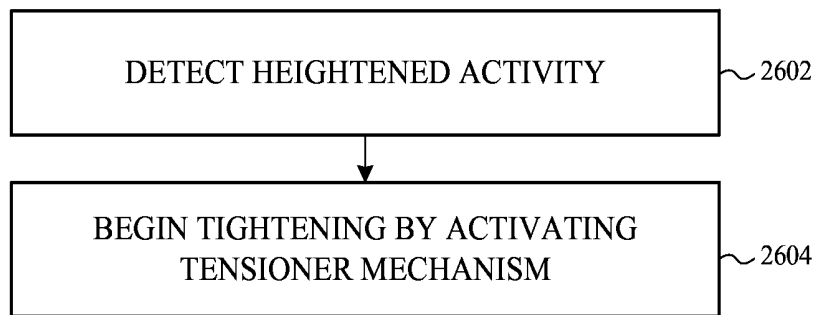 DETECT HEIGHTENED ACTIVITY
2602
BEGIN TIGHTENING BY ACTIVATING
TENSIONER MECHANISM
2604